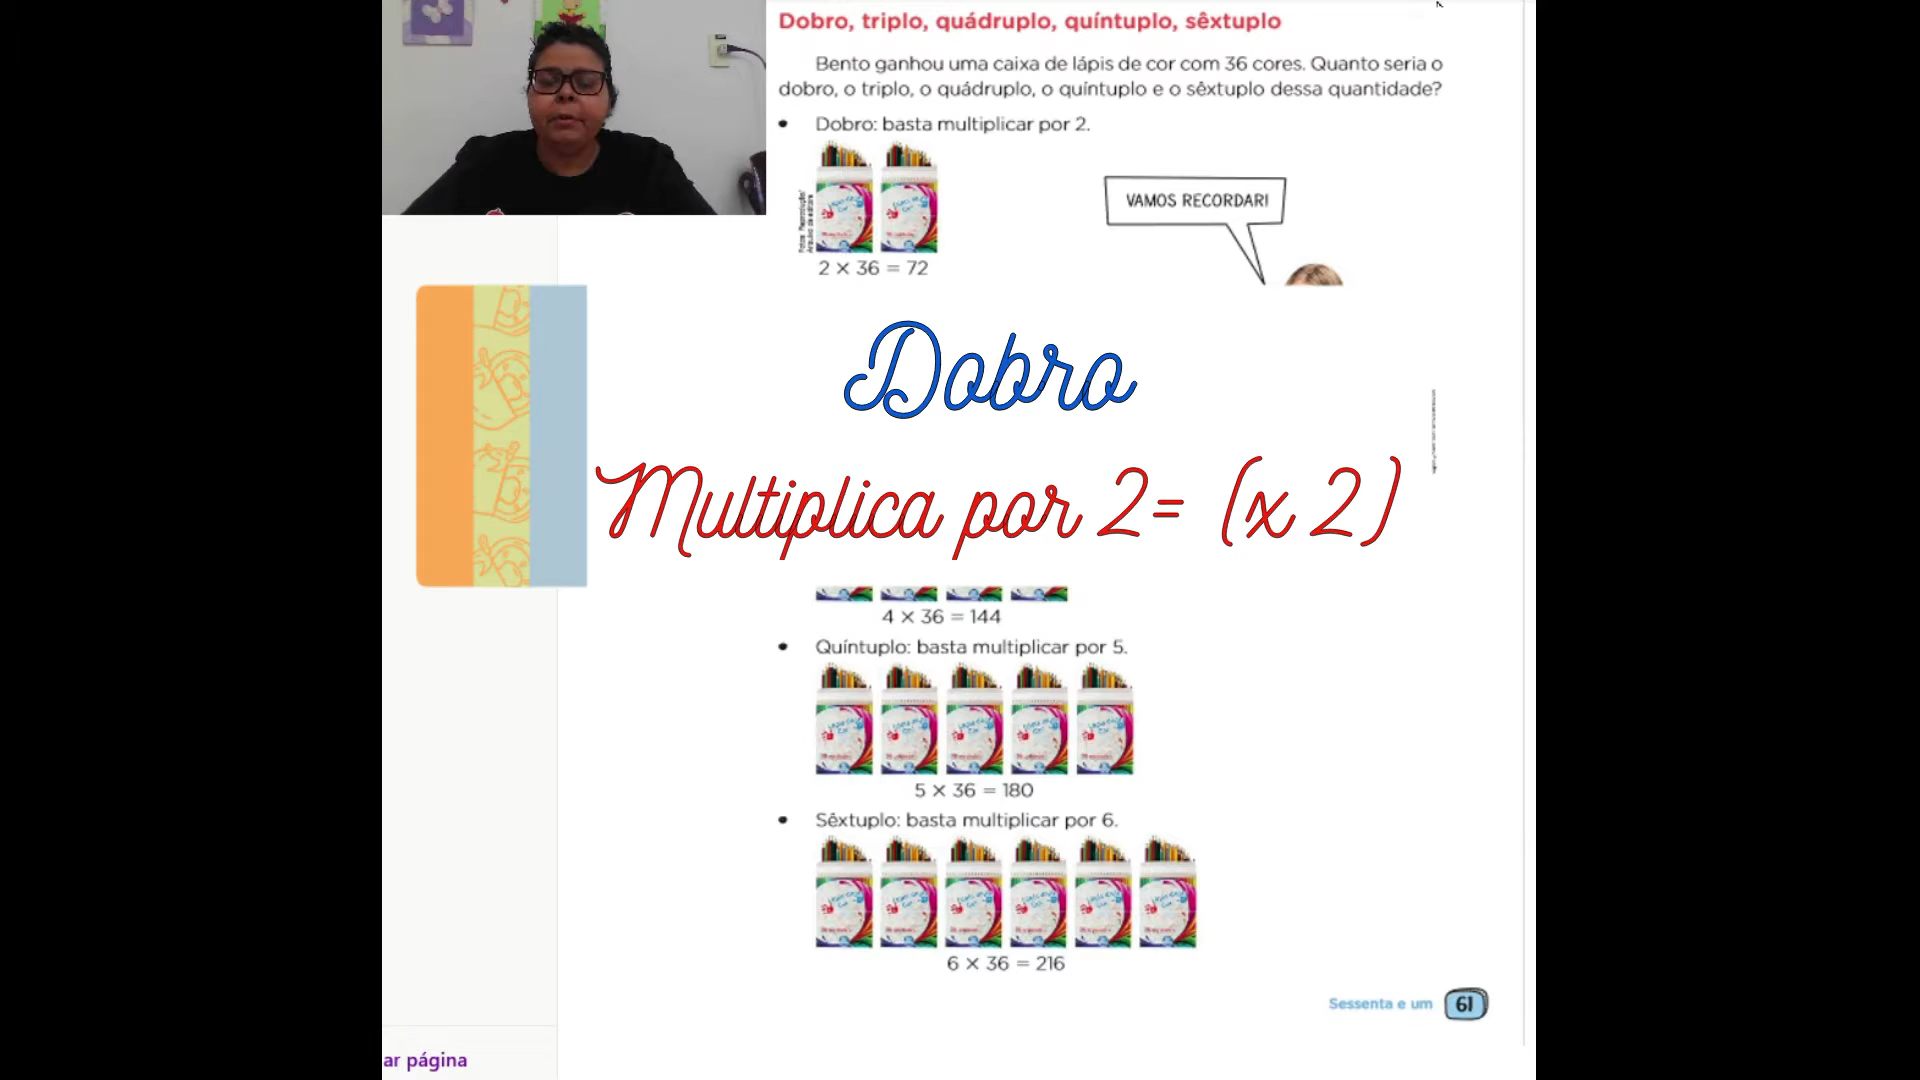 Dobro, triplo, quádruplo, quíntuplo, sêxtuplo
Bento ganhou uma caixa de lápis de cor com 36 cores. Quanto seria o
dobro, o triplo, o quádruplo, o quíntuplo e o sêxtuplo dessa quantidade?
• Dobro: basta multiplicar por 2.
VAMOS RECORDAR!
2 × 36 = 72
Dobro
Multiplica por 2= (x 2)
4 × 36 = 144
• Quíntuplo: basta multiplicar por 5.
5 × 36 = 180
• Sêxtuplo: basta multiplicar por 6.
6 × 36 = 216
Sessenta e um 61
ar página